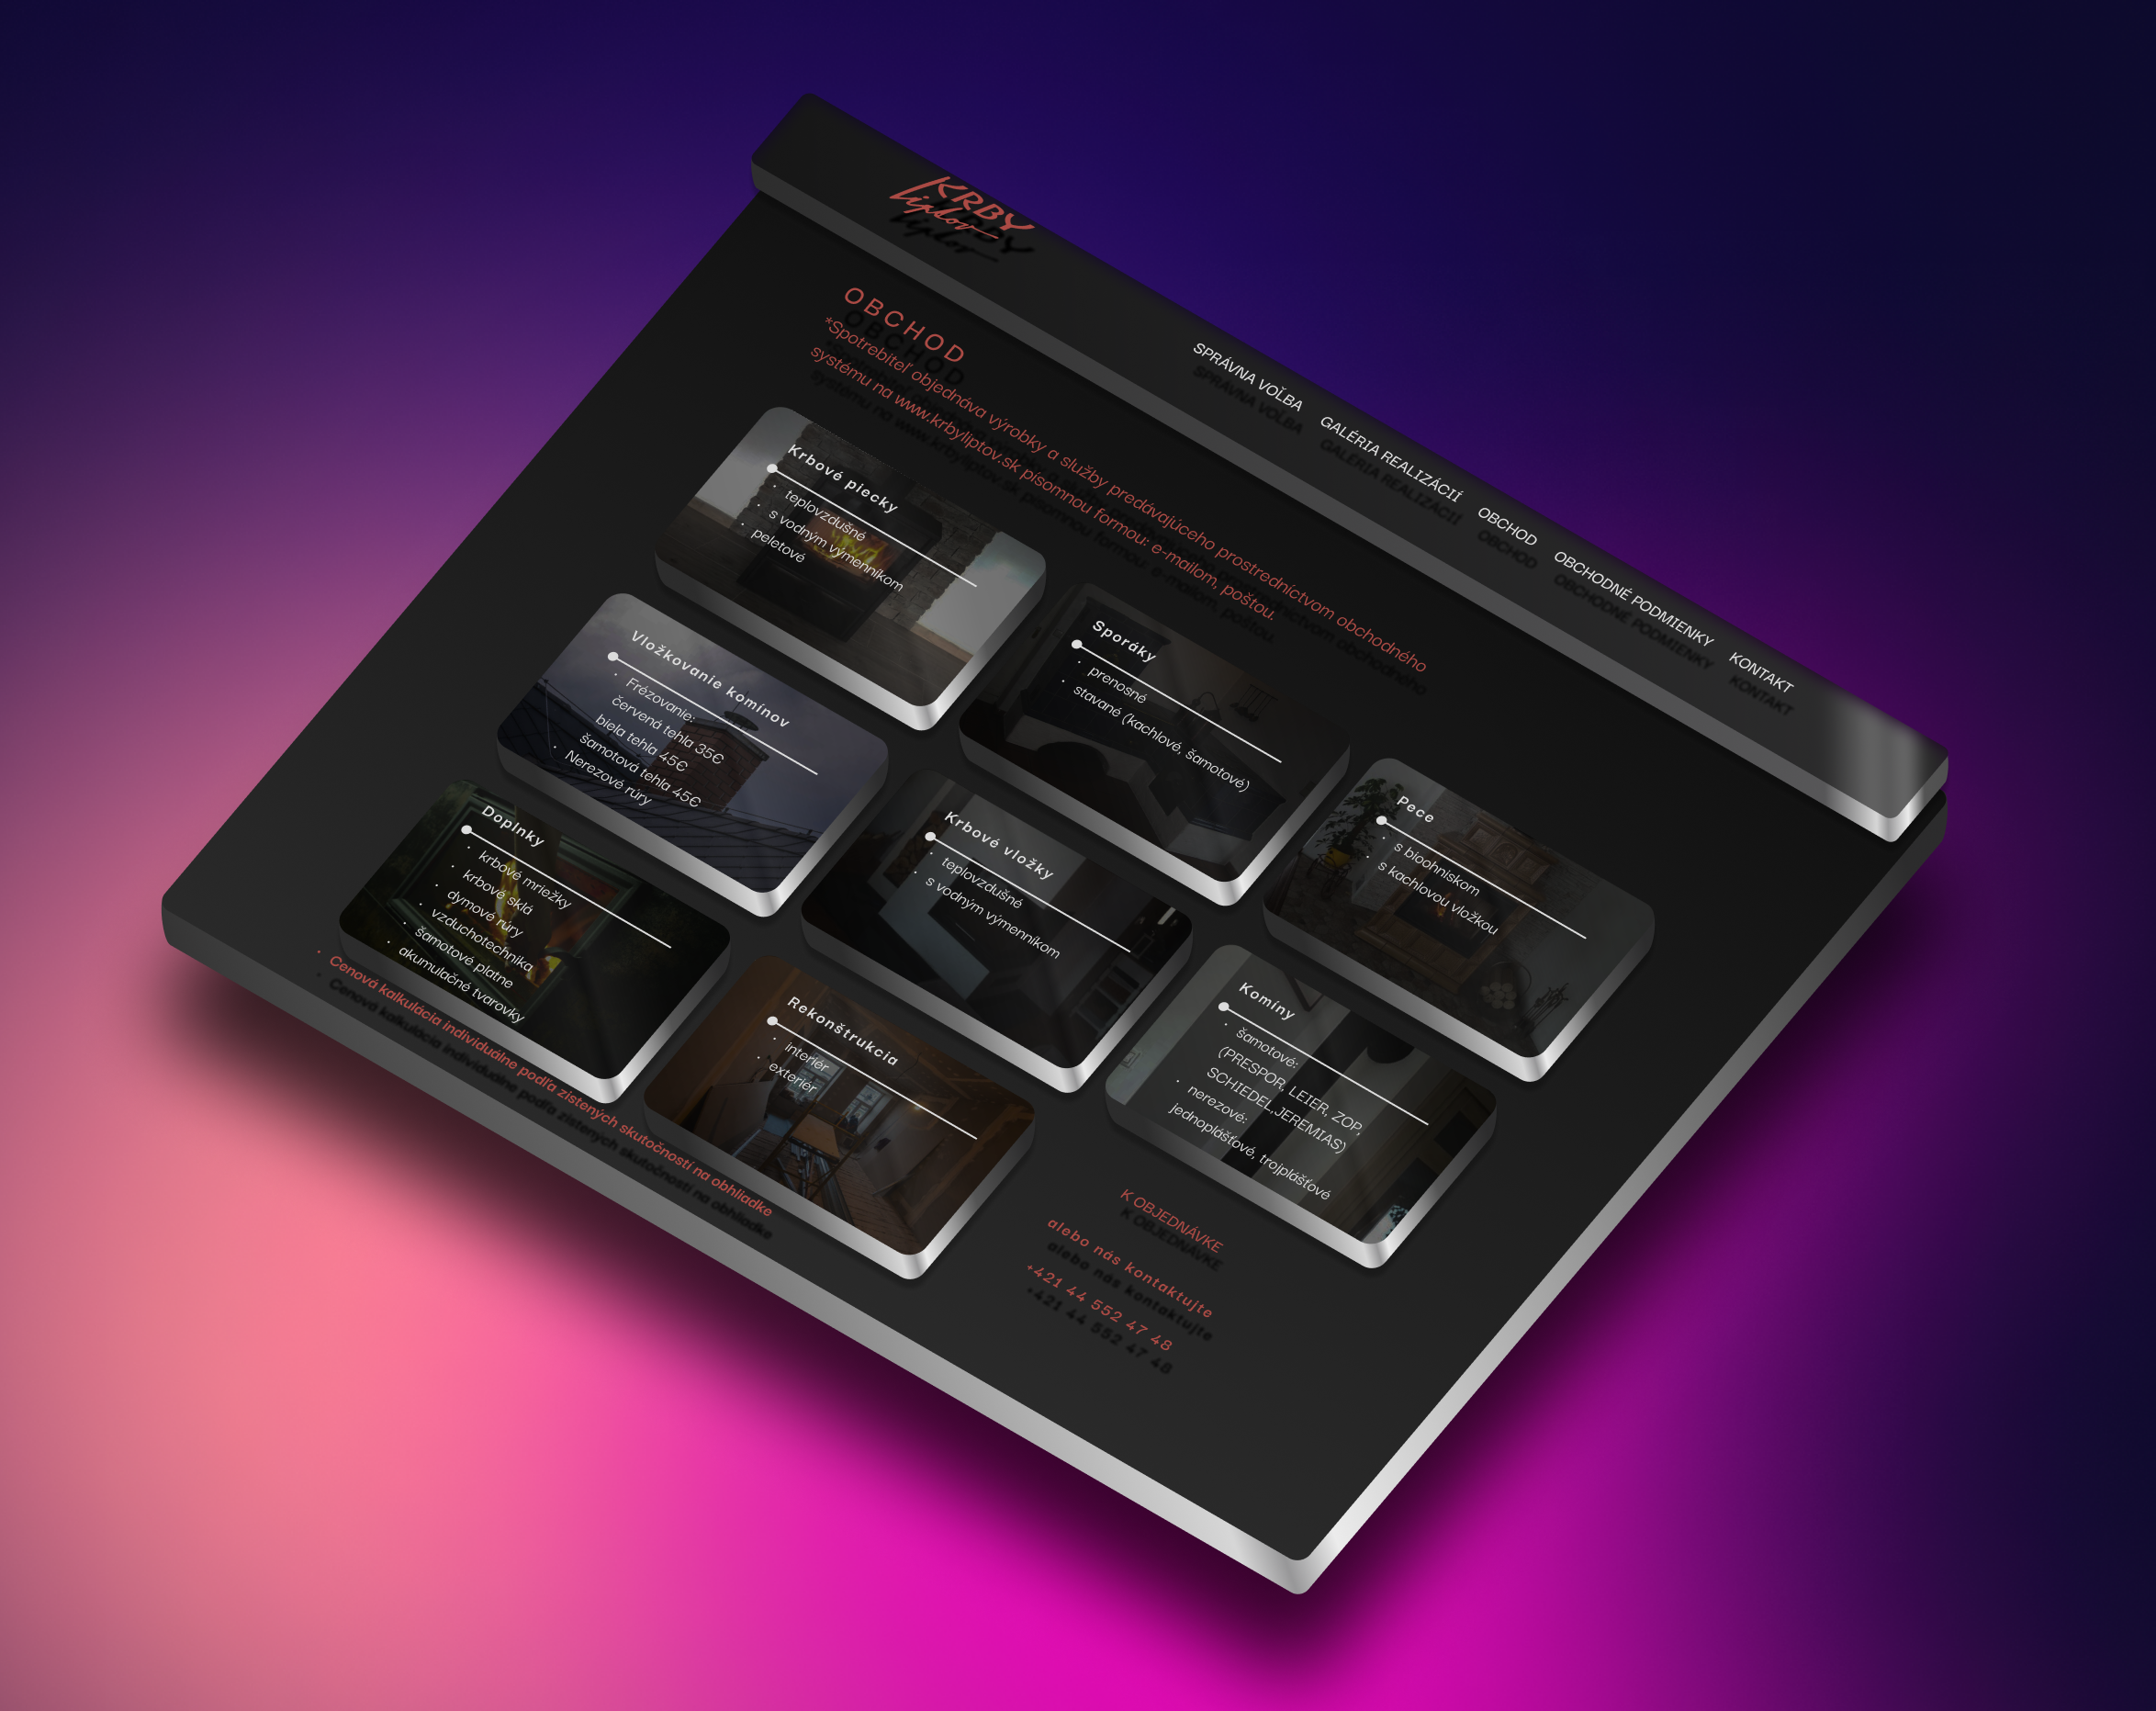 KRBY
liptov
SPRÁVNA VOĽBA
GALÉRIA REALIZÁCIÍ
OBCHOD
OBCHODNÉ PODMIENKY
KONTAKT
OBCHOD
*Spotrebiteľ objednáva výrobky a služby predávajúceho prostredníctvom obchodného
systému na www.krbyliptov.sk písomnou formou: e-mailom, poštou.
Krbové piecky
• teplovzdušné
• s vodným výmenníkom
• peletové
Sporáky
• prenosné
• stavané (kachlové, šamotové)
Pece
• s bioohniskom
• s kachlovou vložkou
Vložkovanie komínov
• Frézovanie:
červená tehla 35€
biela tehla 45€
šamotová tehla 45€
• Nerezové rúry
Krbové vložky
• teplovzdušné
• s vodným výmenníkom
Komíny
• šamotové:
(PRESPOR, LEIER, ZOP,
SCHIEDEL,JEREMIAS)
• nerezové:
jednoplášťové, trojplášťové
Doplnky
• krbové mriežky
• krbové sklá
• dymové rúry
• vzduchotechnika
• šamotové platne
• akumulačné tvarovky
Rekonštrukcia
• interiér
• exteriér
• Cenová kalkulácia individuálne podľa zistených skutočností na obhliadke
K OBJEDNÁVKE
alebo nás kontaktujte
+421 44 552 47 48